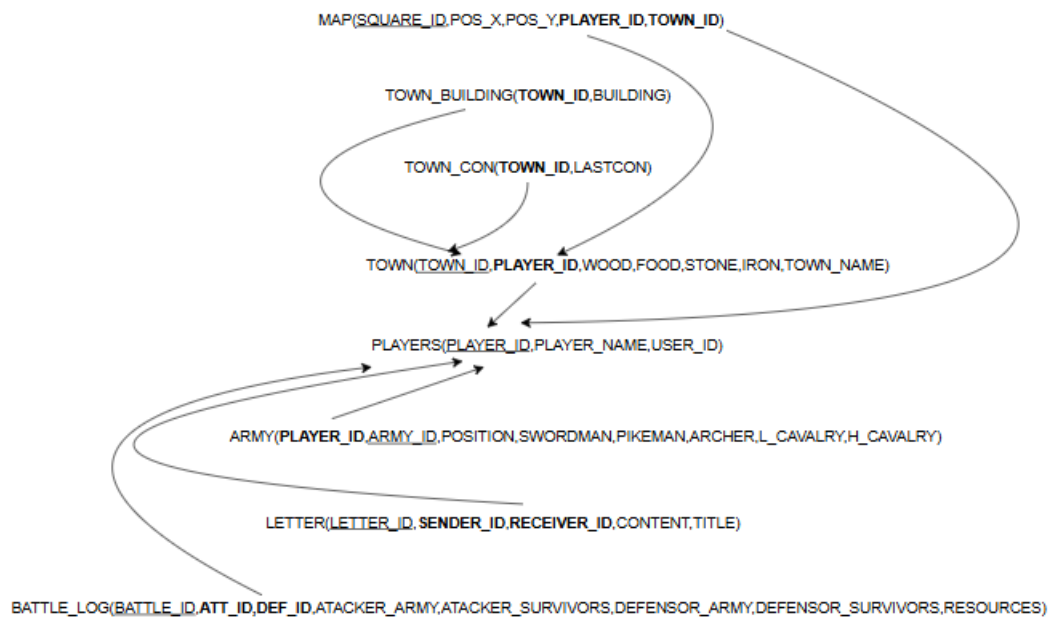 MAP(SQUARE_ID,POS_X,POS_Y,PLAYER_ID,TOWN_ID)
TOWN_BUILDING(TOWN_ID,BUILDING)
TOWN_CON(TOWN_ID,LASTCON)
TOWN(TOWN_ID,PLAYER_ID,WOOD,FOOD,STONE,IRON,TOWN_NAME)
PLAYERS(PLAYER_ID,PLAYER_NAME,USER_ID)
ARMY(PLAYER_ID,ARMY_ID,POSITION,SWORDMAN,PIKEMAN,ARCHER,L_CAVALRY,H_CAVALRY)
LETTER(LETTER_ID,SENDER_ID,RECEIVER_ID,CONTENT,TITLE)
BATTLE_LOG(BATTLE_ID,ATT_ID,DEF_ID,ATACKER_ARMY,ATACKER_SURVIVORS,DEFENSOR_ARMY,DEFENSOR_SURVIVORS,RESOURCES)